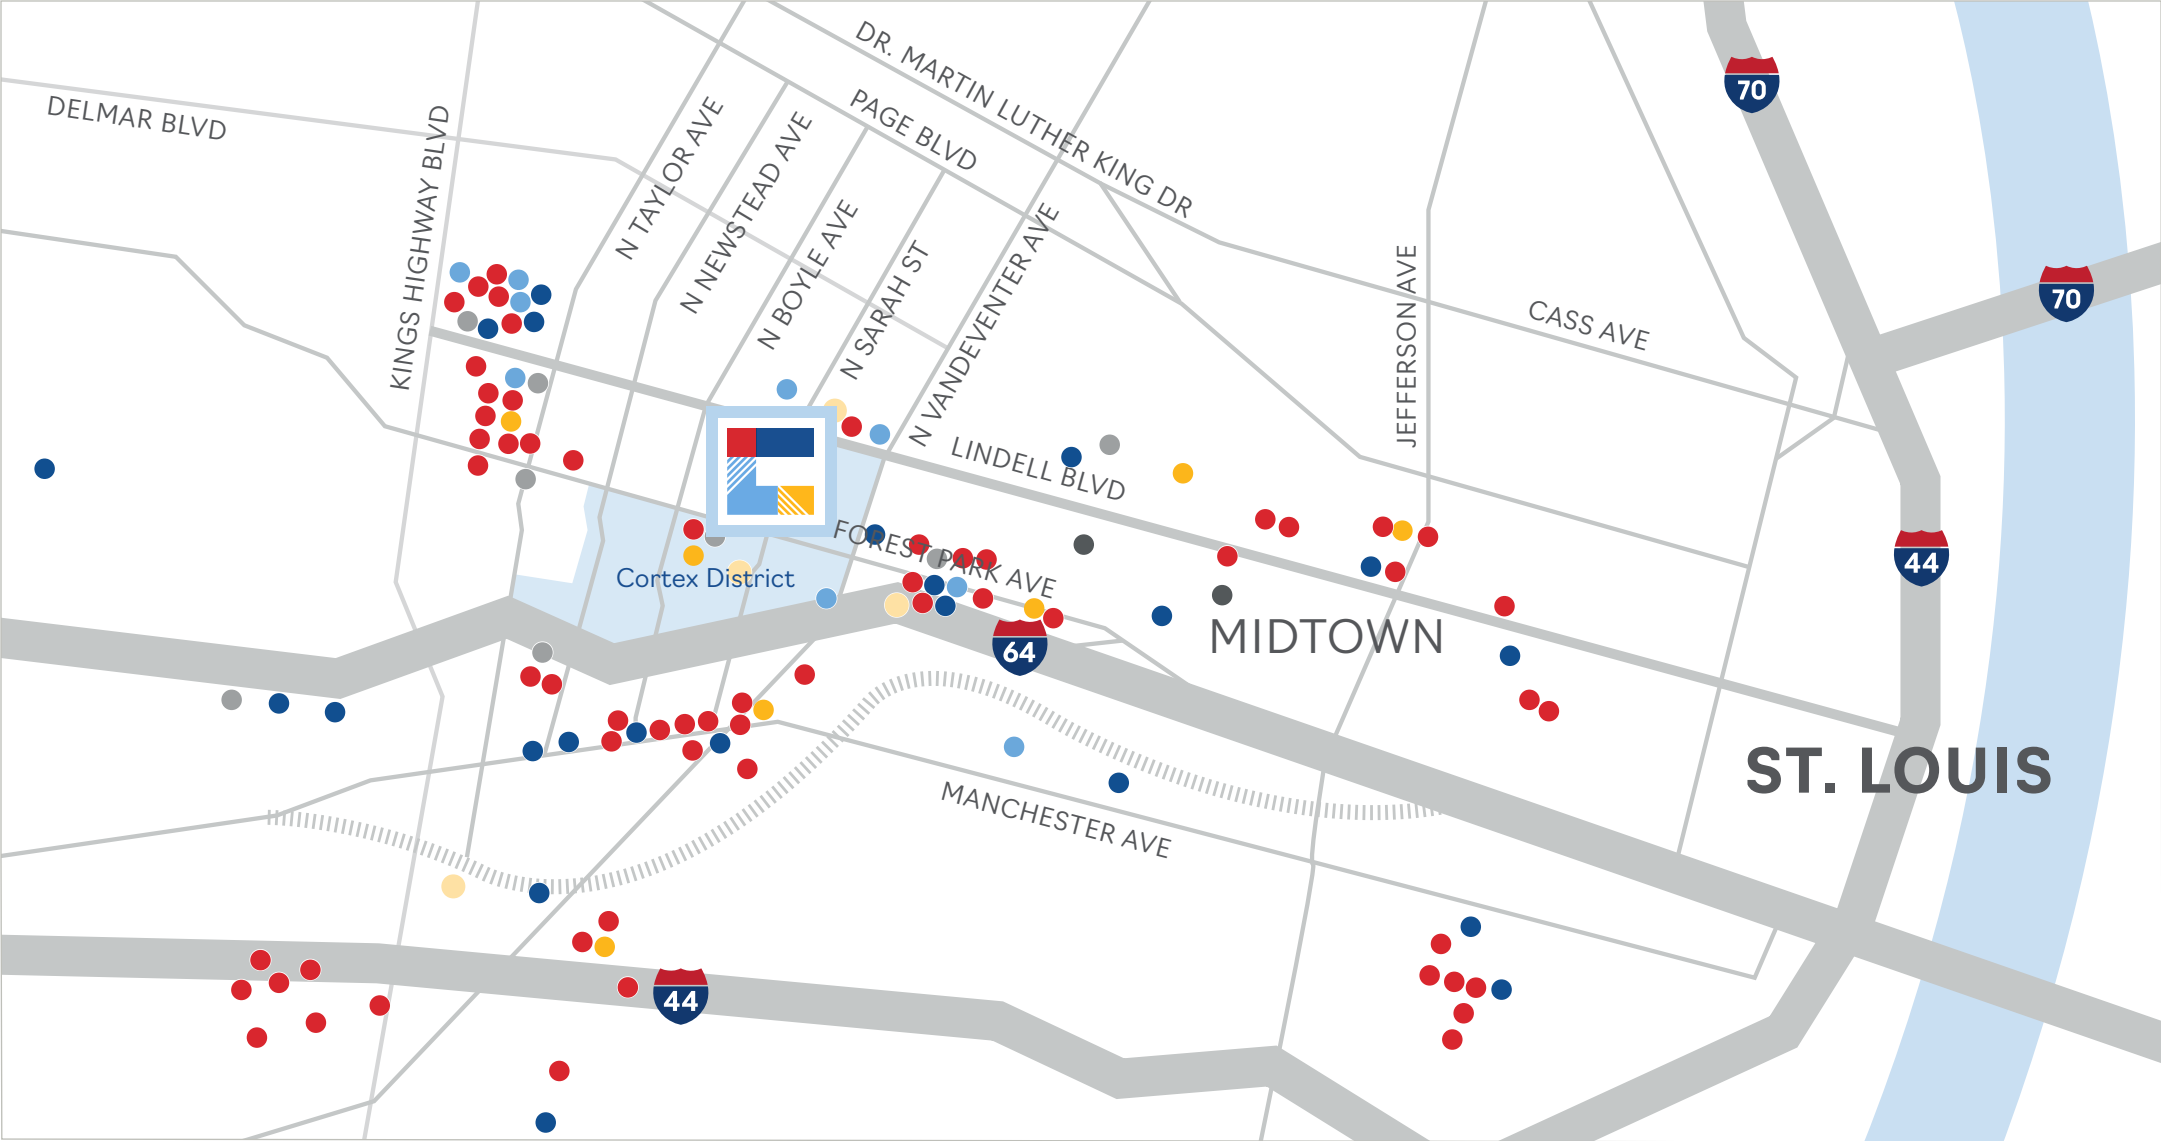 DR. MARTIN LUTHER KING DR
70
DELMAR BLVD
PAGE BLVD
KINGS HIGHWAY BLVD
N TAYLOR AVE
N NEWSTEAD AVE
N BOYLE AVE
N SARAH ST
N VANDEVENTER AVE
JEFFERSON AVE
70
CASS AVE
LINDELL BLVD
FOREST PARK AVE
44
Cortex District
64
MIDTOWN
ST. LOUIS
MANCHESTER AVE
44